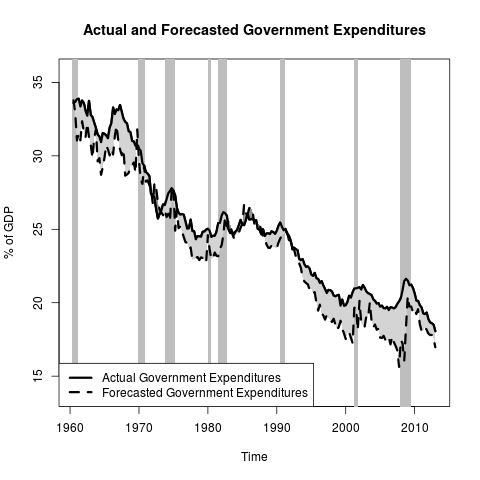 Actual and Forecasted Government Expenditures
% of GDP
35
30
25
20
15
Actual Government Expenditures
Forecasted Government Expenditures
1960 1970 1980 1990 2000 2010
Time